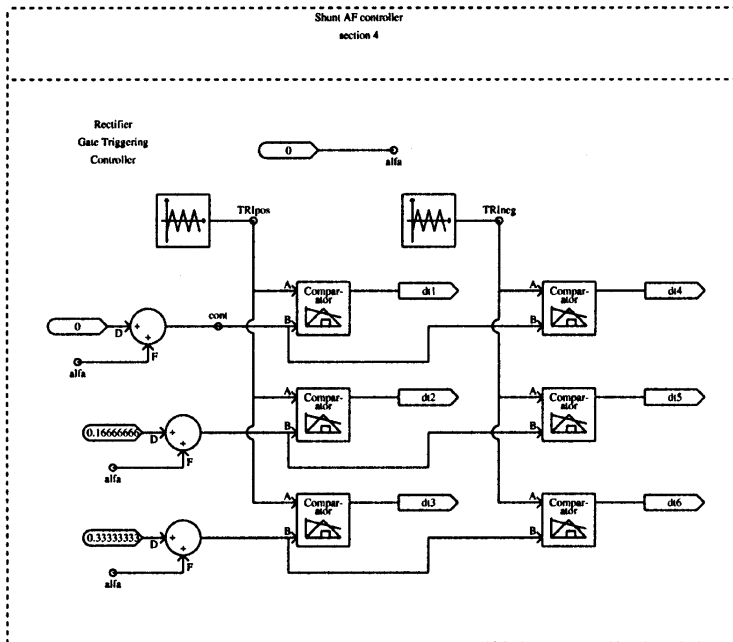 Shunt AF controller
section 4
Rectifier
Gate Triggering
Controller
0
alfa
TRIpos
TRIneg
A
Compar-
ator
dt1
A
Compar-
ator
dt4
0
D
+
+
F
cont
B
B
alfa
A
Compar-
ator
dt2
A
Compar-
ator
dt5
0.16666666
D
+
+
F
B
B
alfa
A
Compar-
ator
dt3
A
Compar-
ator
dt6
0.33333333
D
+
+
F
B
B
alfa